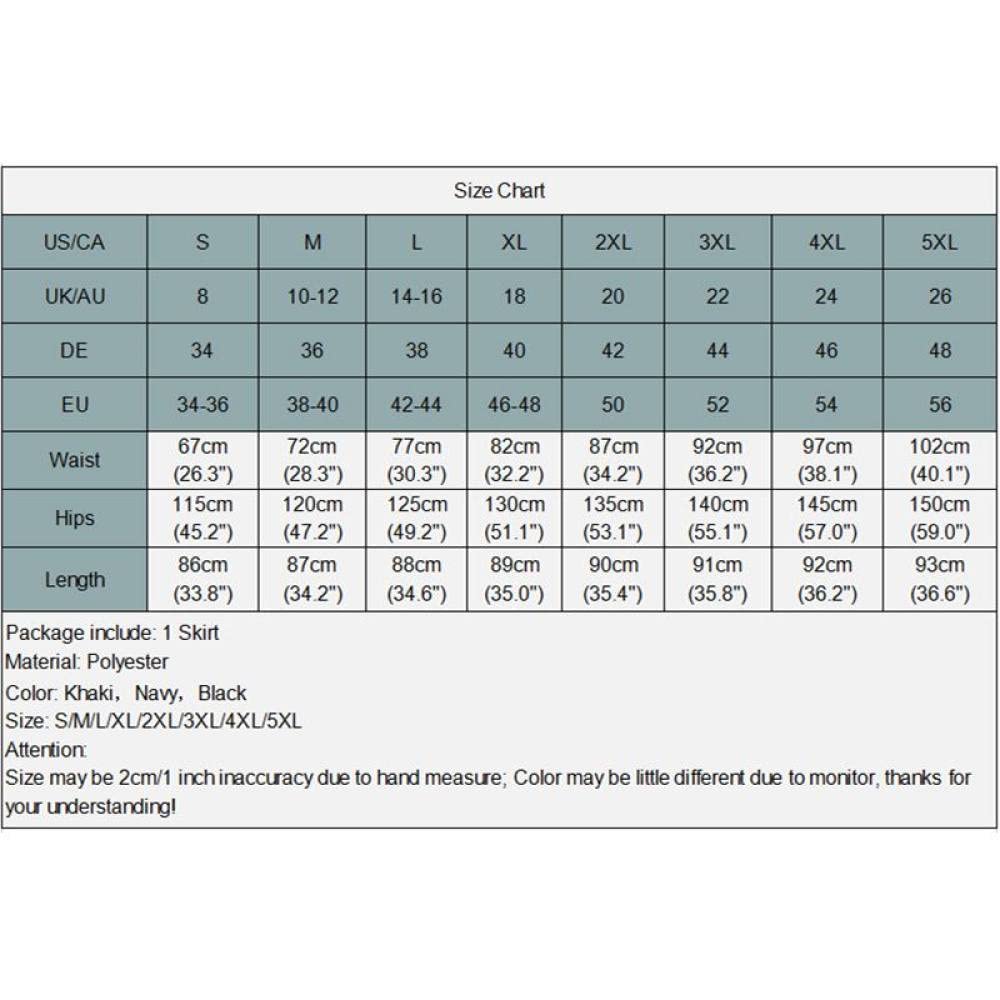 Size Chart
US/CA S M L XL 2XL 3XL 4XL 5XL
UK/AU 8 10-12 14-16 18 20 22 24 26
DE 34 36 38 40 42 44 46 48
EU 34-36 38-40 42-44 46-48 50 52 54 56
Waist 67cm (26.3") 72cm (28.3") 77cm (30.3") 82cm (32.2") 87cm (34.2") 92cm (36.2") 97cm (38.1") 102cm (40.1")
Hips 115cm (45.2") 120cm (47.2") 125cm (49.2") 130cm (51.1") 135cm (53.1") 140cm (55.1") 145cm (57.0") 150cm (59.0")
Length 86cm (33.8") 87cm (34.2") 88cm (34.6") 89cm (35.0") 90cm (35.4") 91cm (35.8") 92cm (36.2") 93cm (36.6")
Package include: 1 Skirt
Material: Polyester
Color: Khaki， Navy， Black
Size: S/M/L/XL/2XL/3XL/4XL/5XL
Attention:
Size may be 2cm/1 inch inaccuracy due to hand measure; Color may be little different due to monitor, thanks for
your understanding!